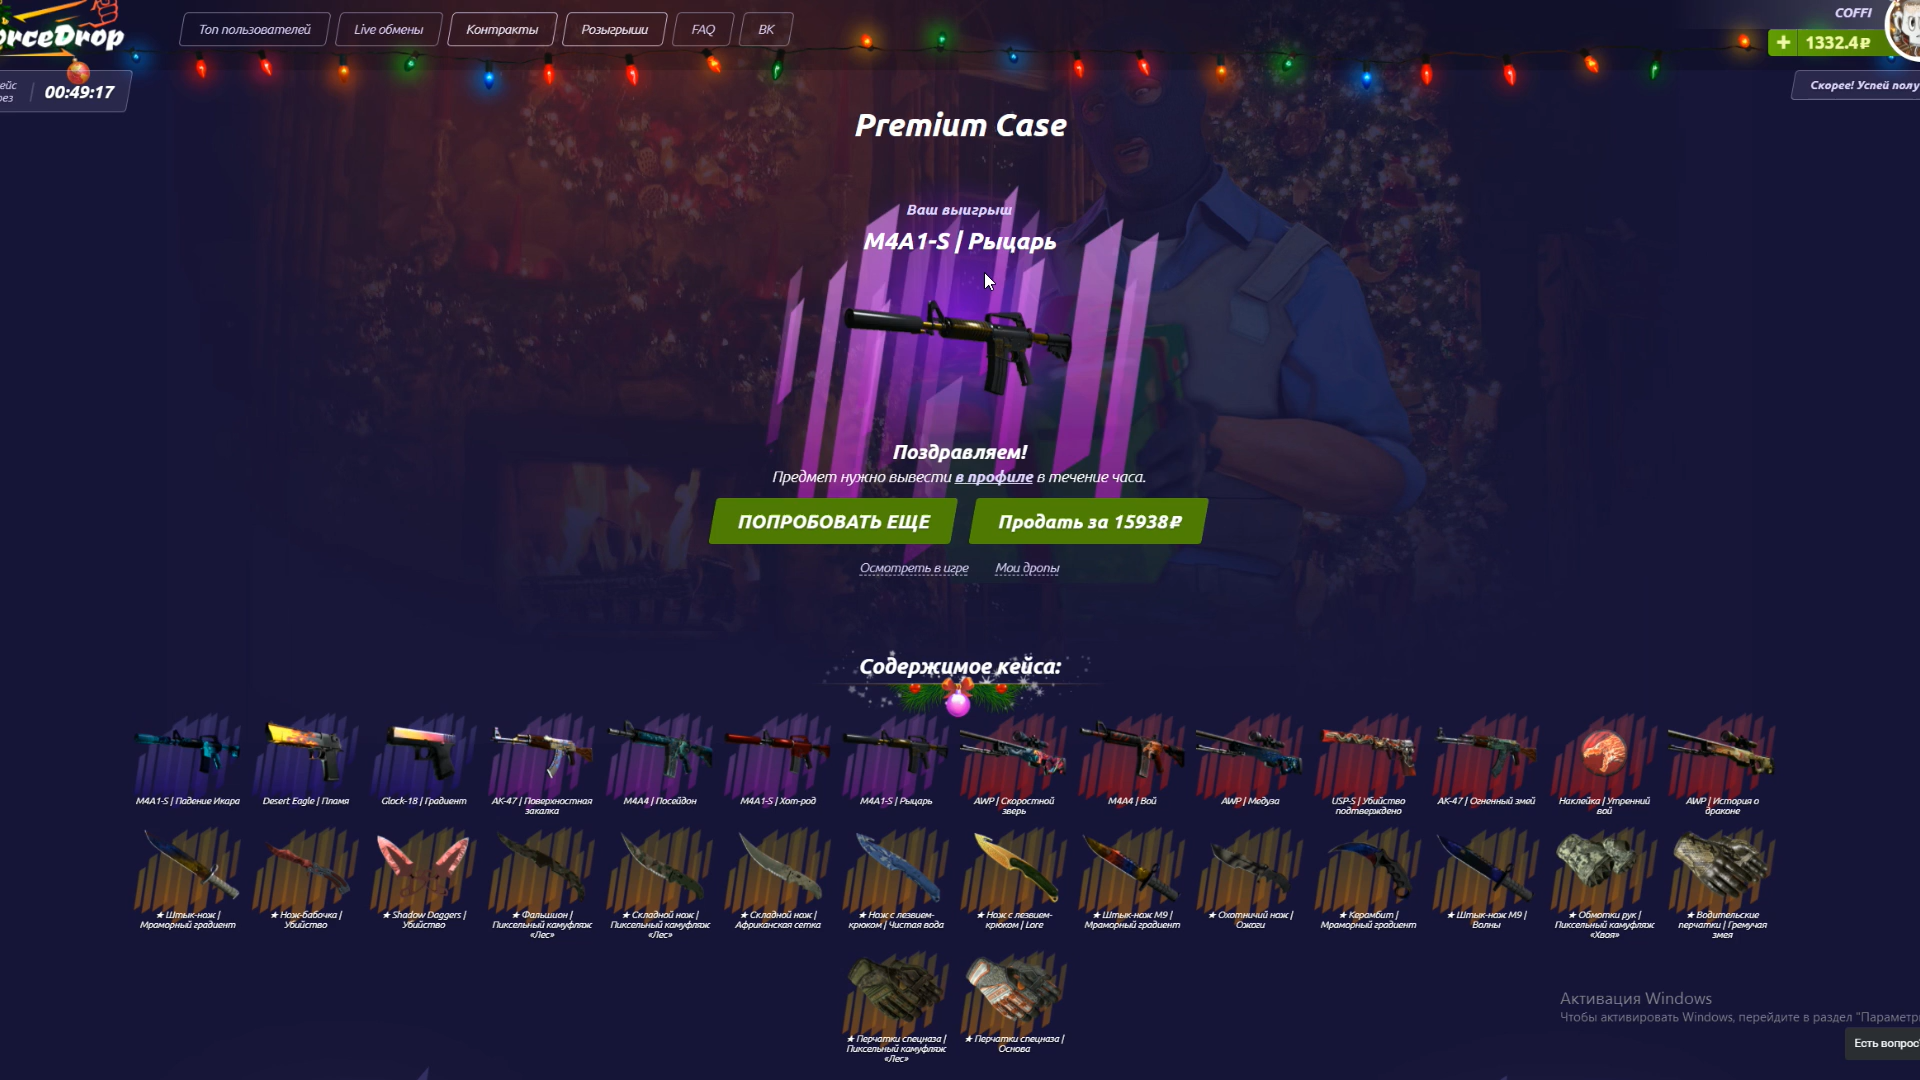 orceDrop
Топ пользователей
Live обмены
Контракты
Розыгрыши
FAQ
ВК
COFFI
+ 1332.4₽
ейс
рез
00:49:17
Скорее! Успей полу
Premium Case
Ваш выигрыш
M4A1-S | Рыцарь
Поздравляем!
Предмет нужно вывести в профиле в течение часа.
ПОПРОБОВАТЬ ЕЩЕ
Продать за 15938₽
Осмотреть в игре
Мои дропы
Содержимое кейса:
M4A1-S | Падение Икара
Desert Eagle | Пламя
Glock-18 | Градиент
AK-47 | Поверхностная
закалка
M4A4 | Посейдон
M4A1-S | Хот-род
M4A1-S | Рыцарь
AWP | Скоростной
зверь
M4A4 | Вой
AWP | Медуза
USP-S | Убийство
подтверждено
AK-47 | Огненный змей
Наклейка | Утренний
вой
AWP | История о
драконе
★ Штык-нож |
Мраморный градиент
★ Нож-бабочка |
Убийство
★ Shadow Daggers |
Убийство
★ Фальшион |
Пиксельный камуфляж
«Лес»
★ Складной нож |
Пиксельный камуфляж
«Лес»
★ Складной нож |
Африканская сетка
★ Нож с лезвием-
крюком | Чистая вода
★ Нож с лезвием-
крюком | Lore
★ Штык-нож M9 |
Мраморный градиент
★ Охотничий нож |
Ожоги
★ Керамбит |
Мраморный градиент
★ Штык-нож M9 |
Волны
★ Обмотки рук |
Пиксельный камуфляж
«Хвоя»
★ Водительские
перчатки | Гремучая
змея
★ Перчатки спецназа |
Пиксельный камуфляж
«Лес»
★ Перчатки спецназа |
Основа
Активация Windows
Чтобы активировать Windows, перейдите в раздел "Параметр
Есть вопрос